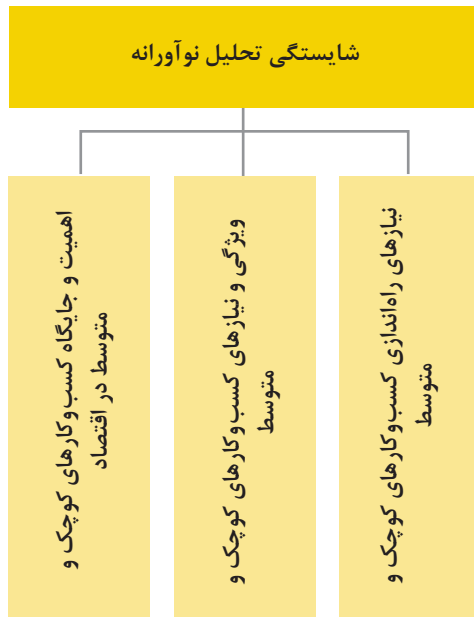 شایستگی تحلیل نوآورانه
نیازهای راه‌اندازی کسب‌وکارهای کوچک و
متوسط
ویژگی و نیازهای کسب‌وکارهای کوچک و
متوسط
اهمیت و جایگاه کسب‌وکارهای کوچک و
متوسط در اقتصاد